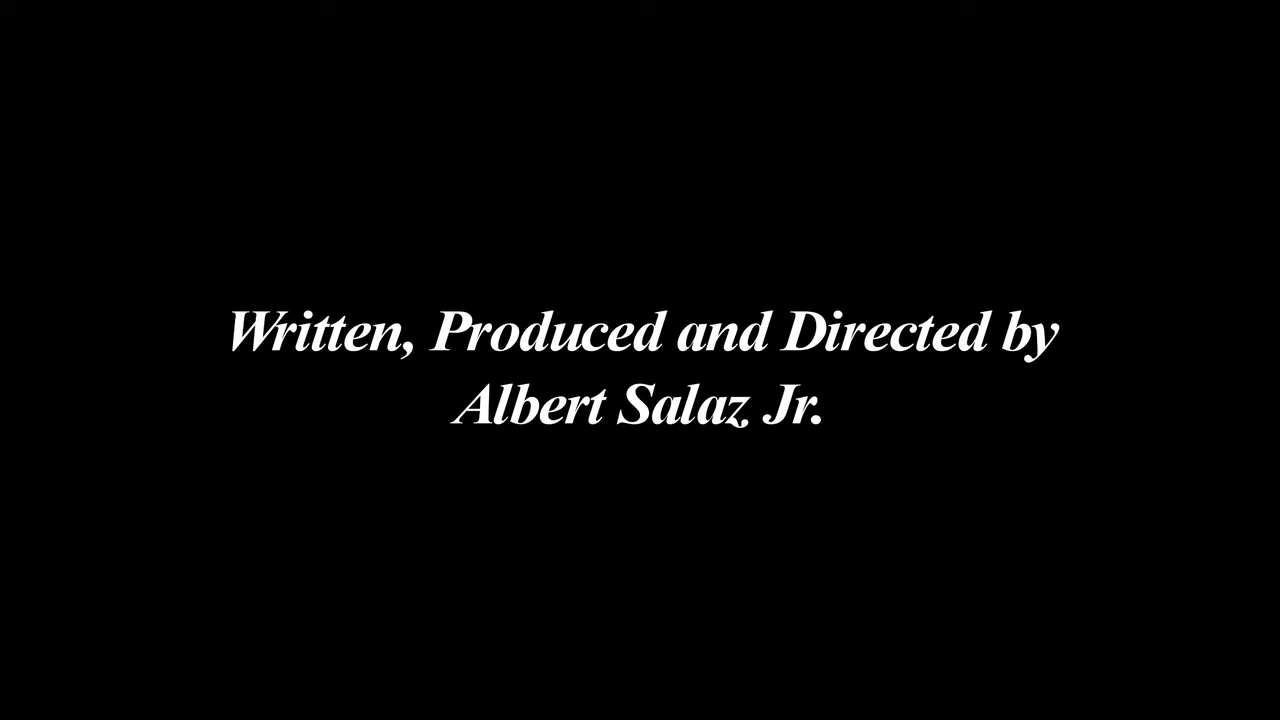 Written, Produced and Directed by
Albert Salaz Jr.